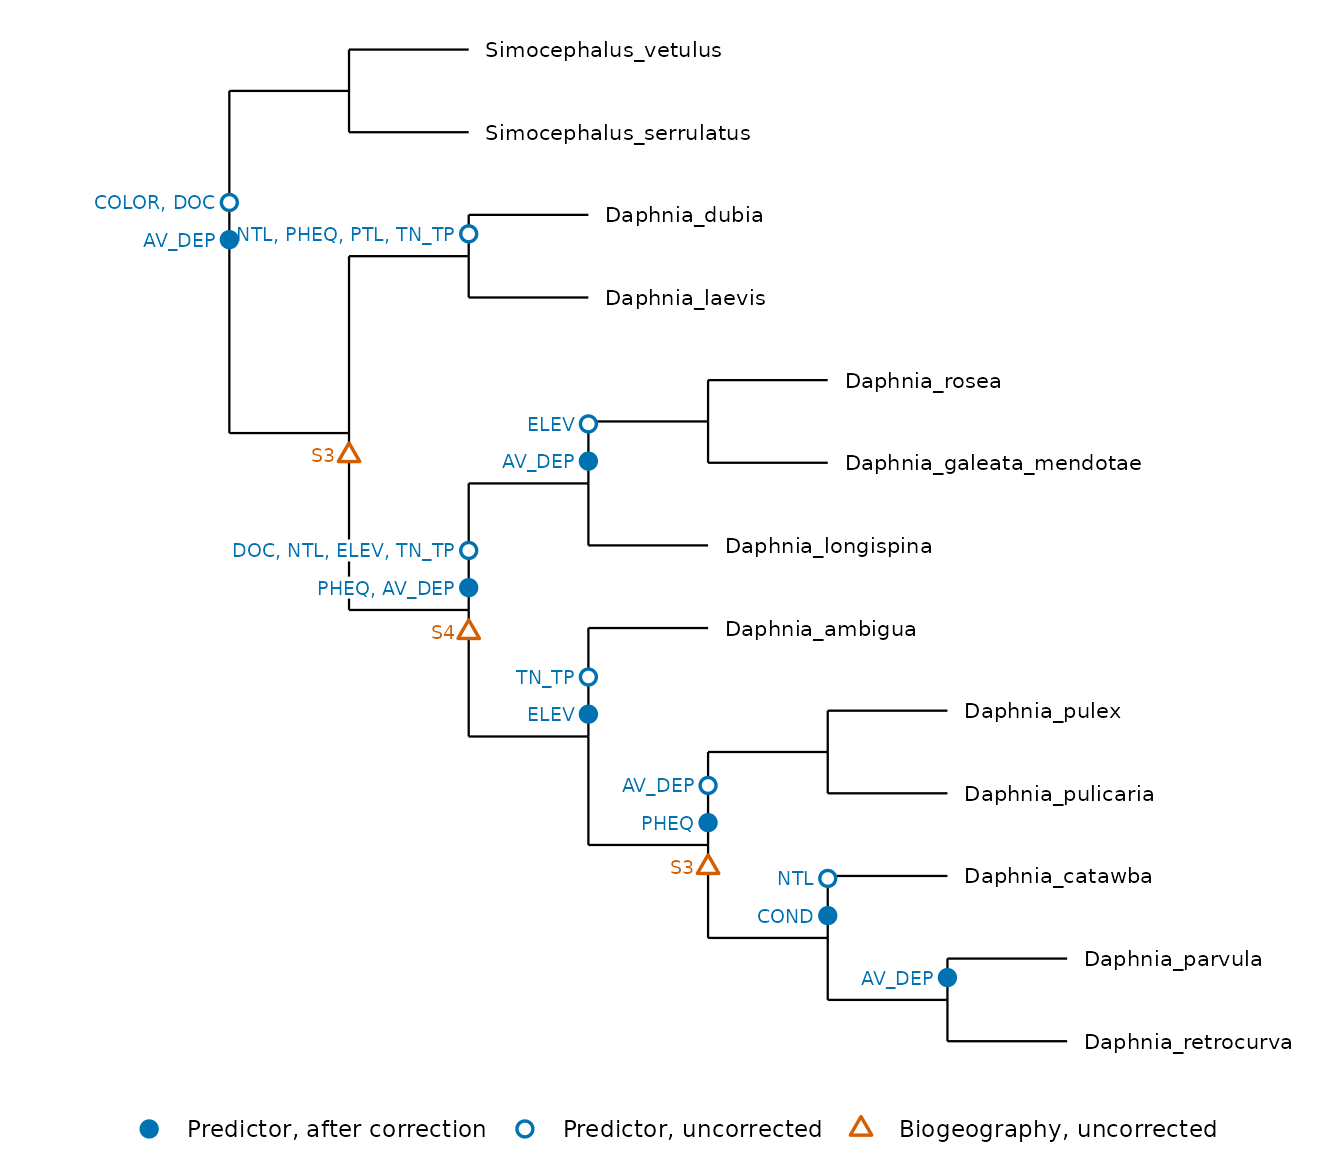 Simocephalus_vetulus
Simocephalus_serrulatus
COLOR, DOC
Daphnia_dubia
AV_DEP
NTL, PHEQ, PTL, TN_TP
Daphnia_laevis
Daphnia_rosea
ELEV
S3
AV_DEP
Daphnia_galeata_mendotae
Daphnia_longispina
DOC, NTL, ELEV, TN_TP
PHEQ, AV_DEP
S4
Daphnia_ambigua
TN_TP
ELEV
Daphnia_pulex
AV_DEP
Daphnia_pulicaria
PHEQ
S3
NTL
Daphnia_catawba
COND
Daphnia_parvula
AV_DEP
Daphnia_retrocurva
Predictor, after correction
Predictor, uncorrected
Biogeography, uncorrected